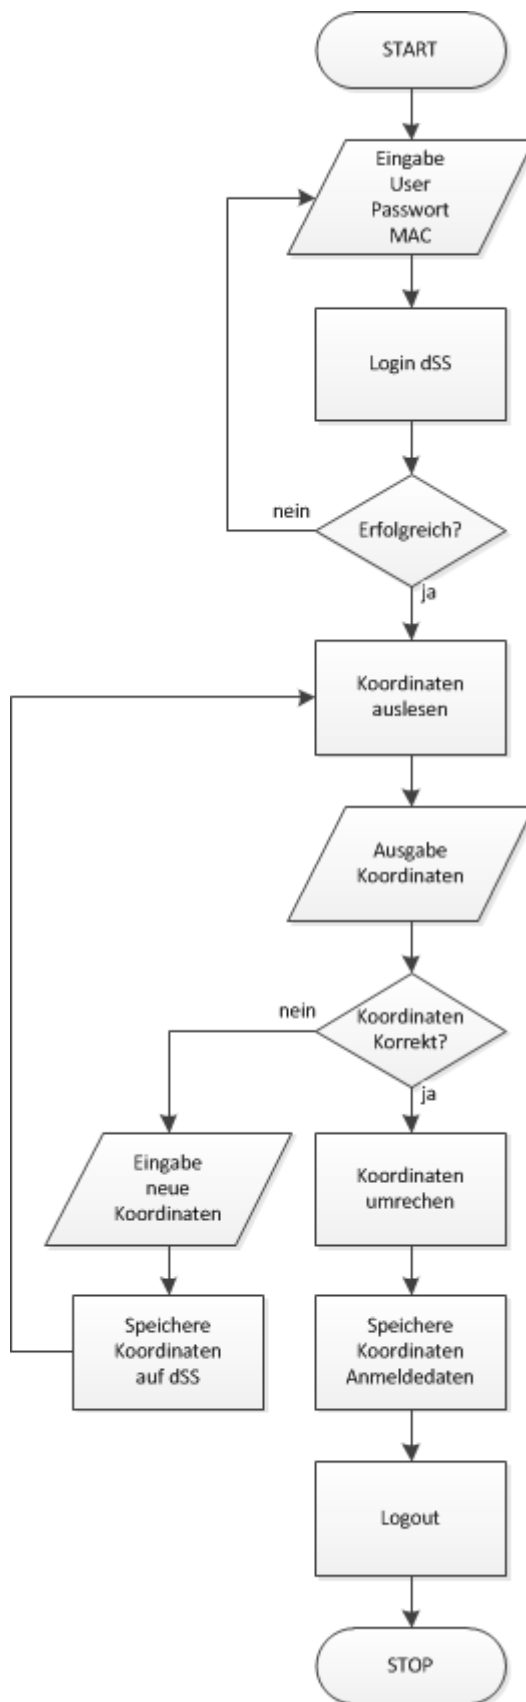 START
Eingabe
User
Passwort
MAC
Login dSS
nein
Erfolgreich?
ja
Koordinaten
auslesen
Ausgabe
Koordinaten
nein
Koordinaten
Korrekt?
ja
Eingabe
neue
Koordinaten
Koordinaten
umrechen
Speichere
Koordinaten
auf dSS
Speichere
Koordinaten
Anmeldedaten
Logout
STOP